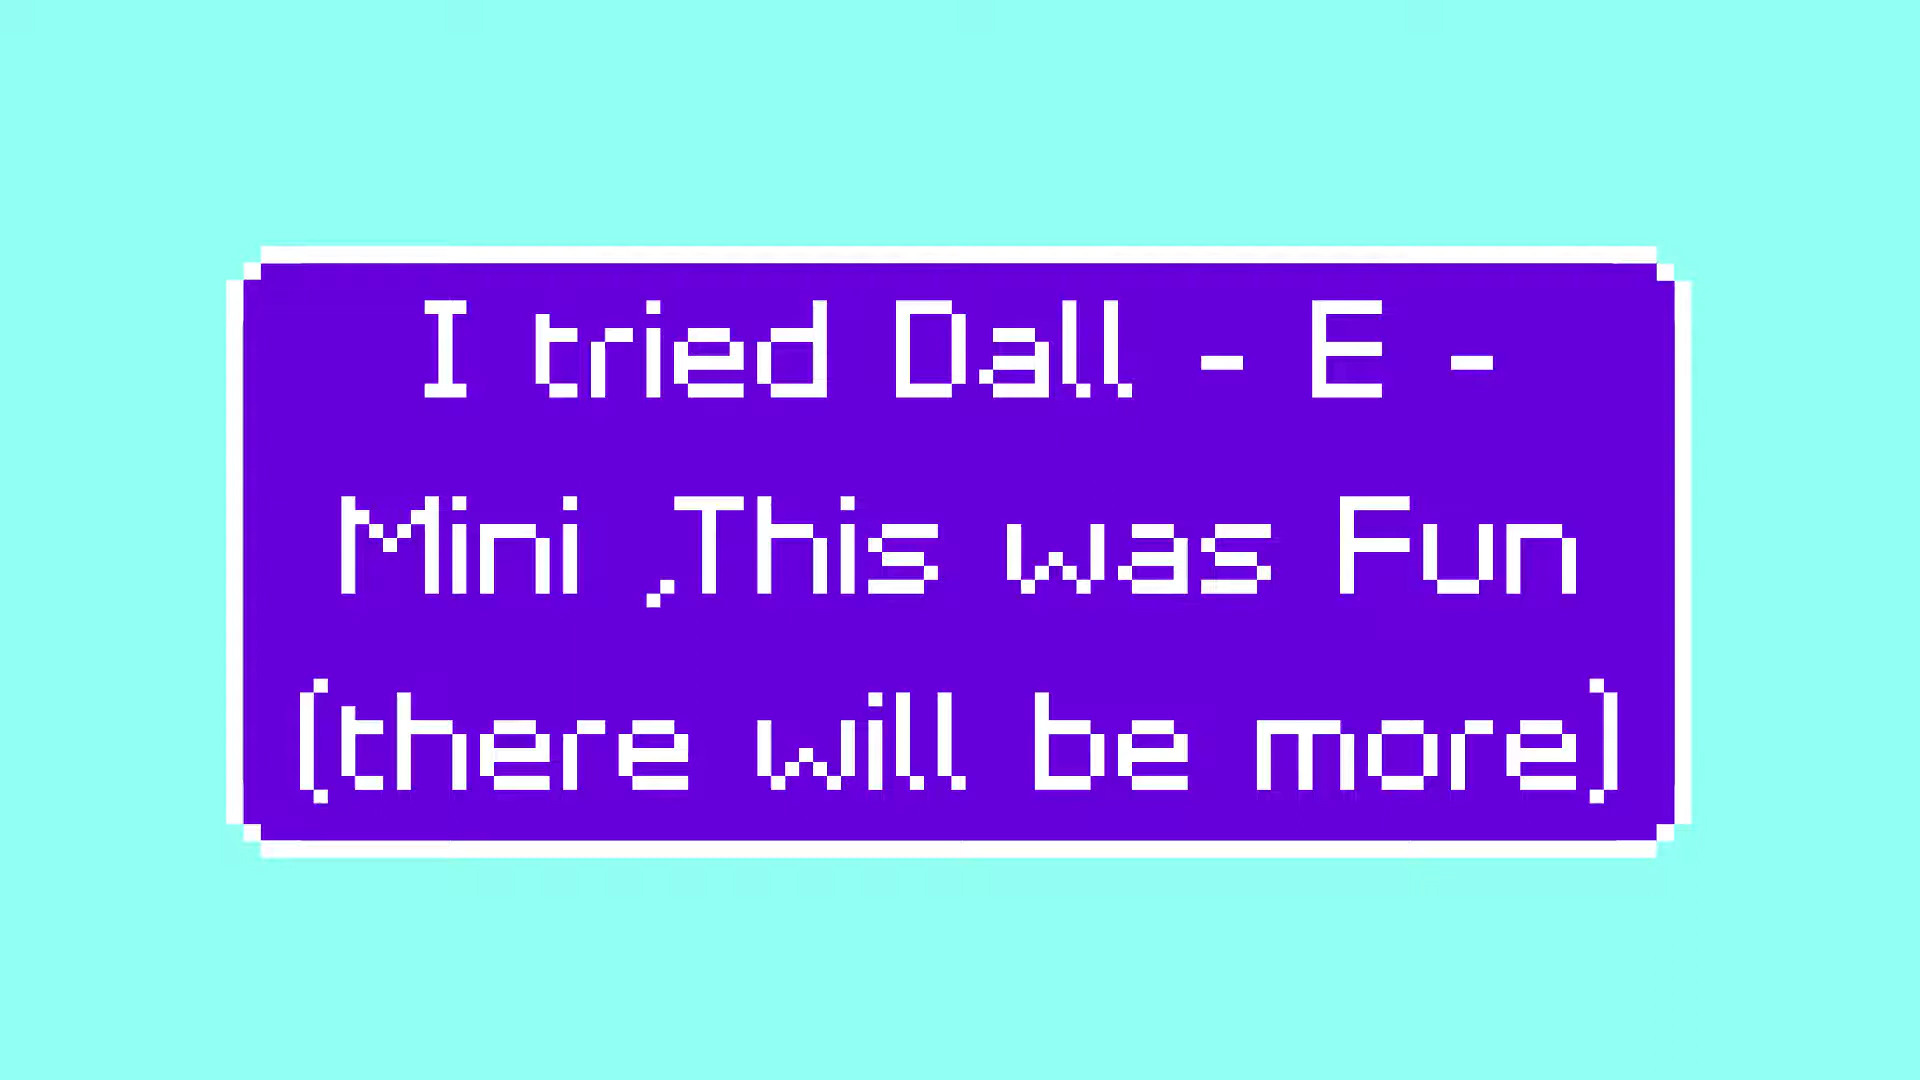 I tried Dall - E -
Mini ,This was Fun
(there will be more)